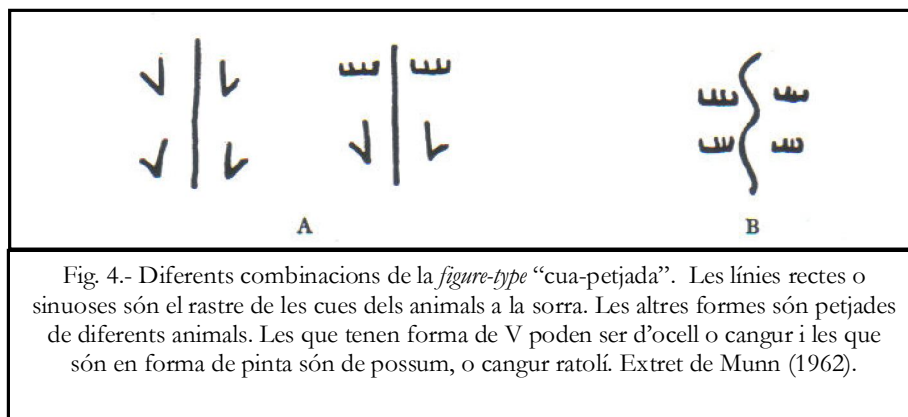 A
B
Fig. 4.- Diferents combinacions de la figure-type “cua-petjada”. Les línies rectes o
sinuoses són el rastre de les cues dels animals a la sorra. Les altres formes són petjades
de diferents animals. Les que tenen forma de V poden ser d’ocell o cangur i les que
són en forma de pinta són de possum, o cangur ratolí. Extret de Munn (1962).